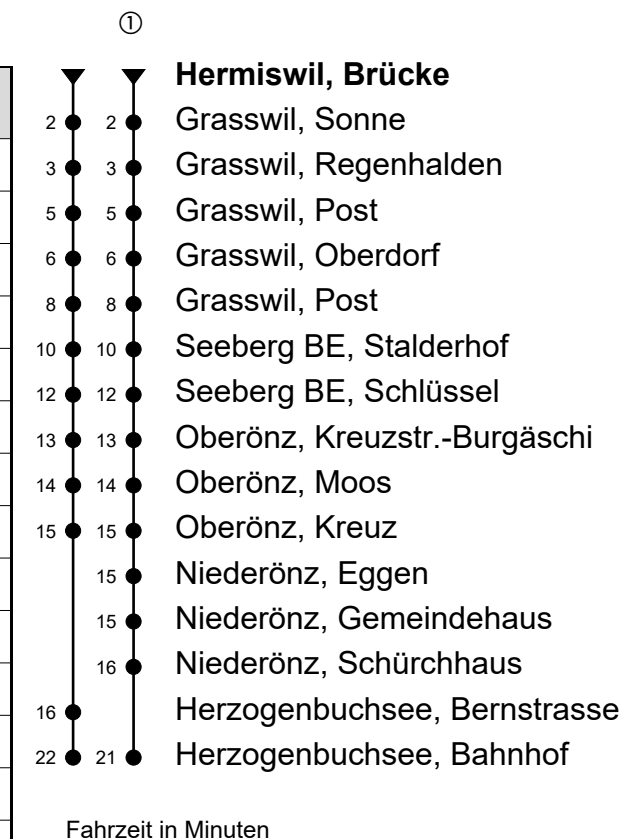 ①
Hermiswil, Brücke
2 2 Grasswil, Sonne
3 3 Grasswil, Regenhalden
5 5 Grasswil, Post
6 6 Grasswil, Oberdorf
8 8 Grasswil, Post
10 10 Seeberg BE, Stalderhof
12 12 Seeberg BE, Schlüssel
13 13 Oberönz, Kreuzstr.-Burgäschi
14 14 Oberönz, Moos
15 15 Oberönz, Kreuz
15 Niederönz, Eggen
15 Niederönz, Gemeindehaus
16 Niederönz, Schürchhaus
16 Herzogenbuchsee, Bernstrasse
22 21 Herzogenbuchsee, Bahnhof
Fahrzeit in Minuten